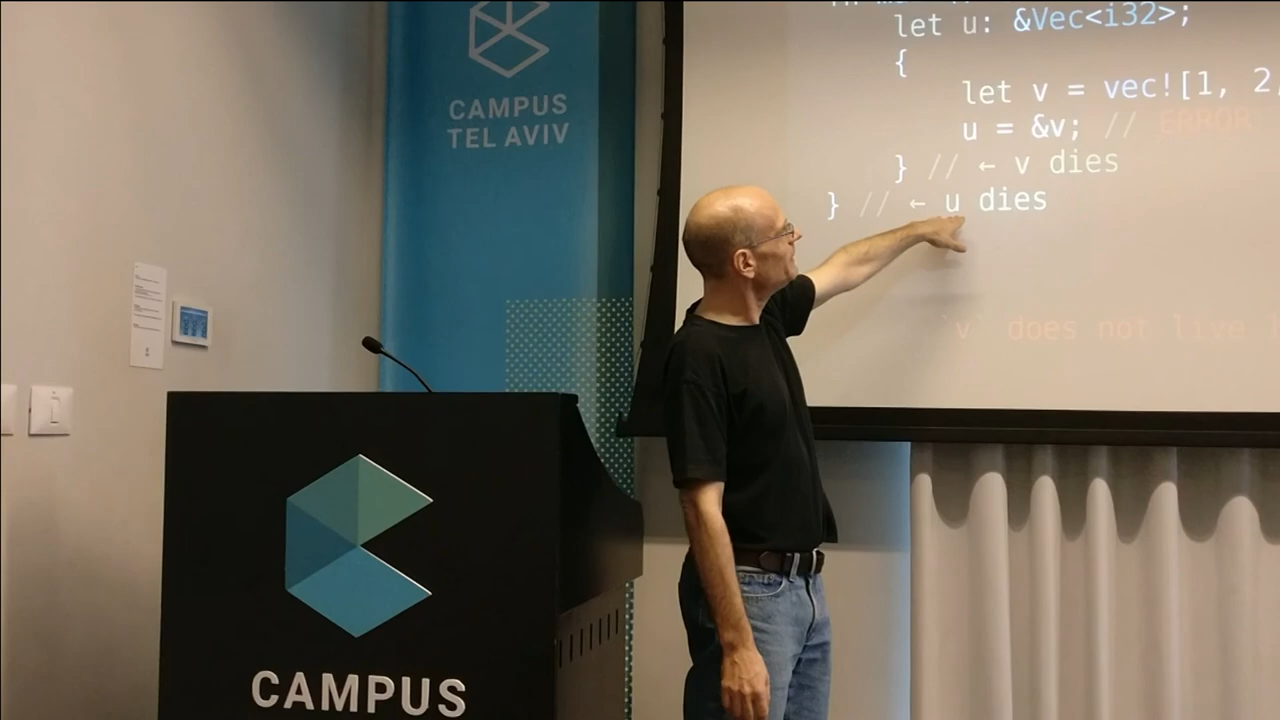 CAMPUS
TEL AVIV
let u: &Vec<i32>;
{
let v = vec![1, 2,
u = &v; // ERROR
} // ← v dies
} // ← u dies
`v` does not live
CAMPUS